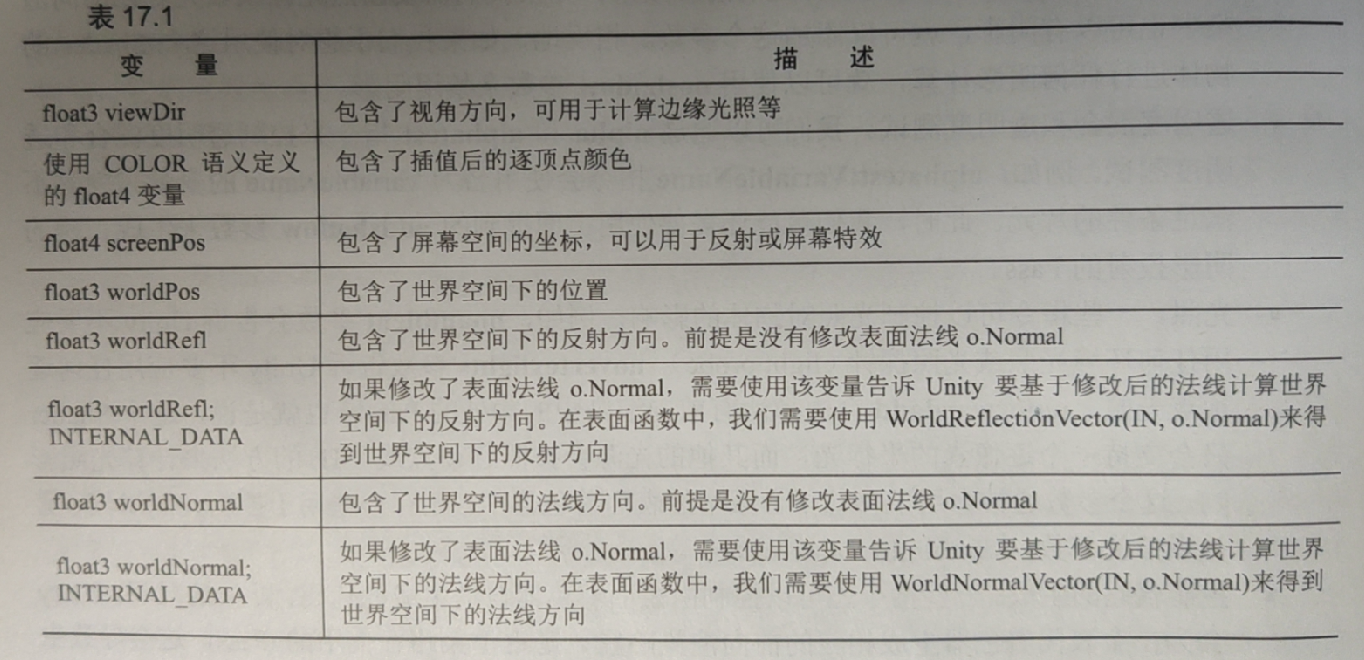 表 17.1
变 量
描 述
float3 viewDir
包含了视角方向，可用于计算边缘光照等
使用 COLOR 语义定义
的 float4 变量
包含了插值后的逐顶点颜色
float4 screenPos
包含了屏幕空间的坐标，可以用于反射或屏幕特效
float3 worldPos
包含了世界空间下的位置
float3 worldRefl
包含了世界空间下的反射方向。前提是没有修改表面法线 o.Normal
float3 worldRefl;
INTERNAL_DATA
如果修改了表面法线 o.Normal，需要使用该变量告诉 Unity 要基于修改后的法线计算世界
空间下的反射方向。在表面函数中，我们需要使用 WorldReflectionVector(IN, o.Normal)来得
到世界空间下的反射方向
float3 worldNormal
包含了世界空间的法线方向。前提是没有修改表面法线 o.Normal
float3 worldNormal;
INTERNAL_DATA
如果修改了表面法线 o.Normal，需要使用该变量告诉 Unity 要基于修改后的法线计算世界
空间下的法线方向。在表面函数中，我们需要使用 WorldNormalVector(IN, o.Normal)来得到
世界空间下的法线方向